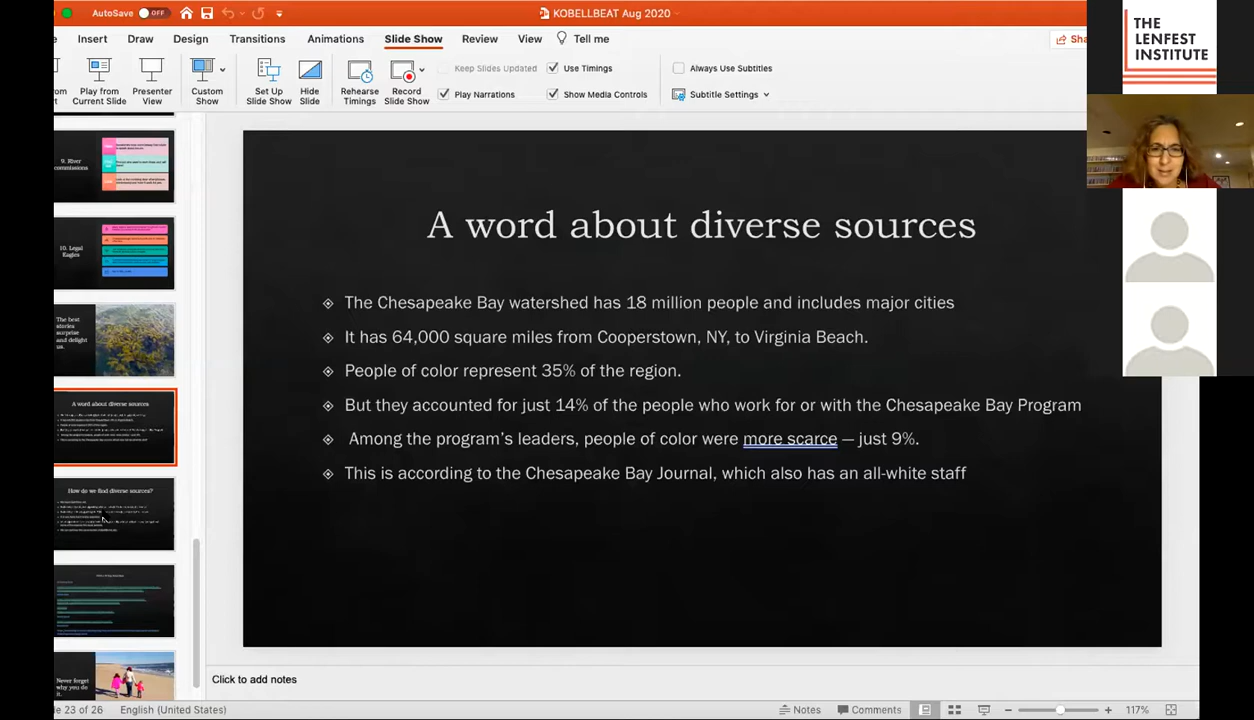 AutoSave OFF
KOBELLBEAT Aug 2020
Insert Draw Design Transitions Animations Slide Show Review View Tell me
Play from Current Slide
Presenter View
Custom Show
Set Up Slide Show
Hide Slide
Rehearse Timings
Record Slide Show
Keep Slides Updated
Use Timings
Play Narrations
Show Media Controls
Always Use Subtitles
Subtitle Settings
THE
LENFEST
INSTITUTE
9. River
commissions
10. Legal
Eagles
The best
stories
surprise
and delight
us.
A word about diverse sources
How do we find diverse sources?
Never forget
why you do
it.
A word about diverse sources
The Chesapeake Bay watershed has 18 million people and includes major cities
It has 64,000 square miles from Cooperstown, NY, to Virginia Beach.
People of color represent 35% of the region.
But they accounted for just 14% of the people who work for or with the Chesapeake Bay Program
Among the program's leaders, people of color were more scarce — just 9%.
This is according to the Chesapeake Bay Journal, which also has an all-white staff
Click to add notes
23 of 26 English (United States) Notes Comments 117%